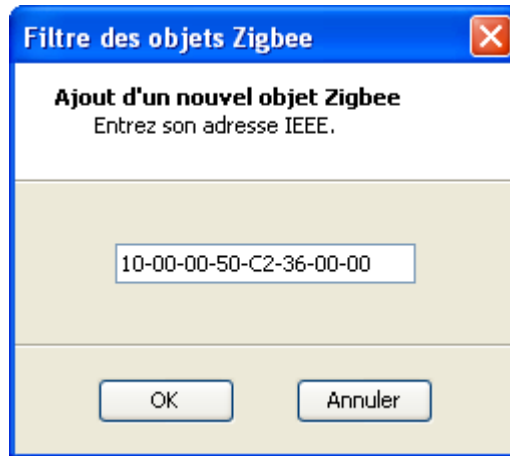 Filtre des objets Zigbee
Ajout d'un nouvel objet Zigbee
Entrez son adresse IEEE.
10-00-00-50-C2-36-00-00
OK
Annuler